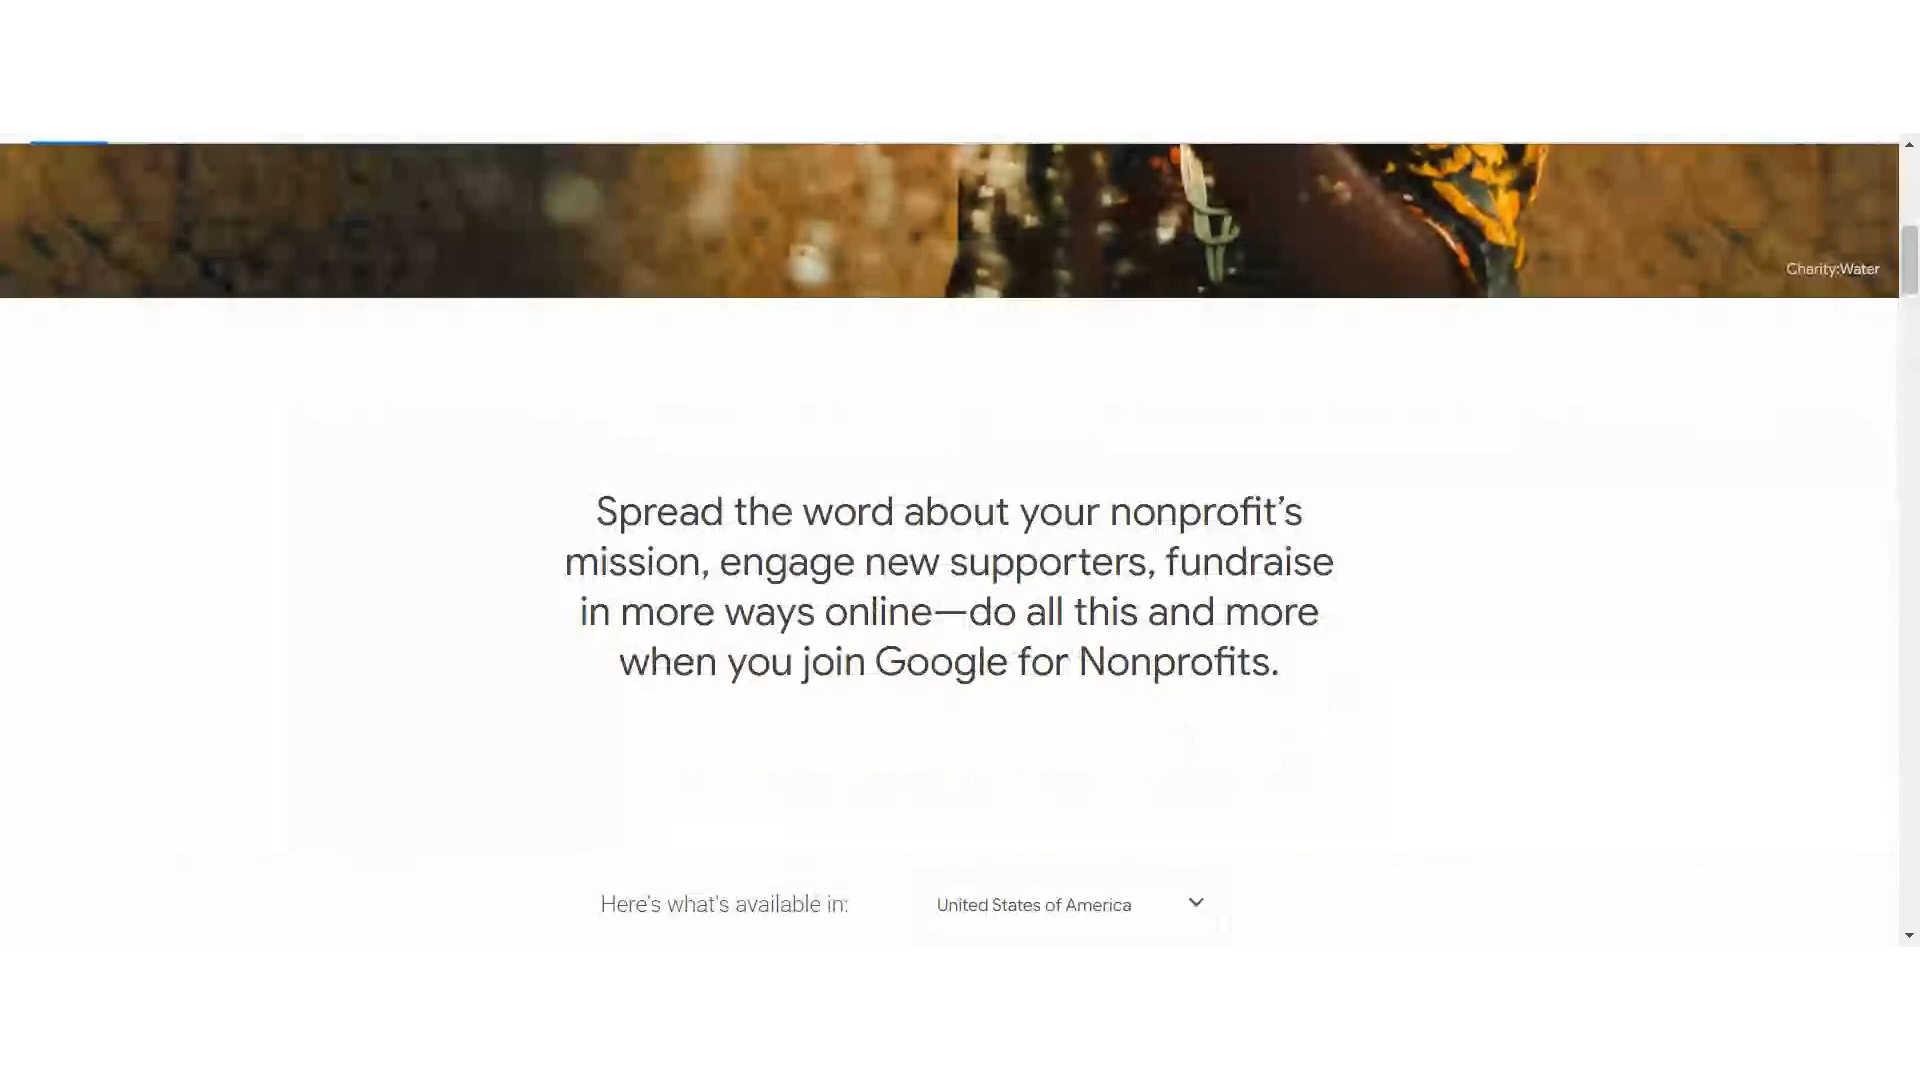 Charity:Water
Spread the word about your nonprofit’s
mission, engage new supporters, fundraise
in more ways online—do all this and more
when you join Google for Nonprofits.
Here's what's available in:
United States of America